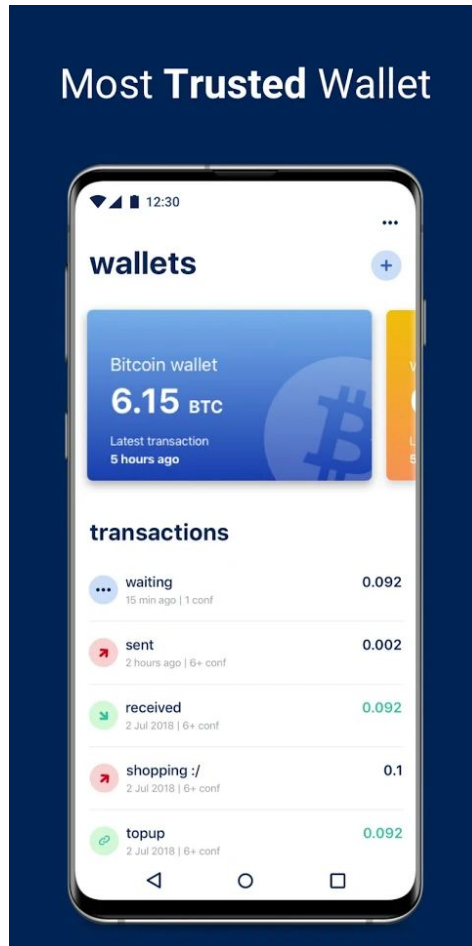 Most Trusted Wallet
12:30
wallets
Bitcoin wallet
6.15 BTC
Latest transaction
5 hours ago
transactions
waiting
0.092
15 min ago | 1 conf
sent
0.002
2 hours ago | 6+ conf
received
0.092
2 Jul 2018 | 6+ conf
shopping :/
0.1
2 Jul 2018 | 6+ conf
topup
0.092
2 Jul 2018 | 6+ conf